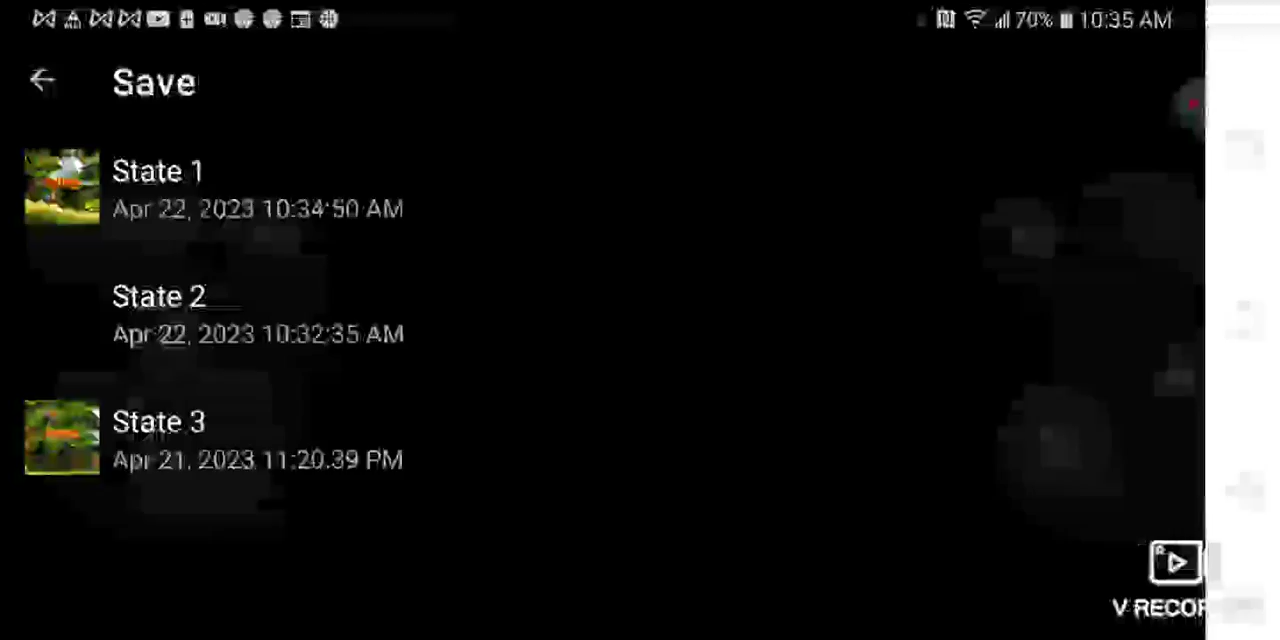 70% 10:35 AM
Save
State 1
Apr 22, 2023 10:34:50 AM
State 2
Apr 22, 2023 10:32:35 AM
State 3
Apr 21, 2023 11:20:39 PM
V RECOR